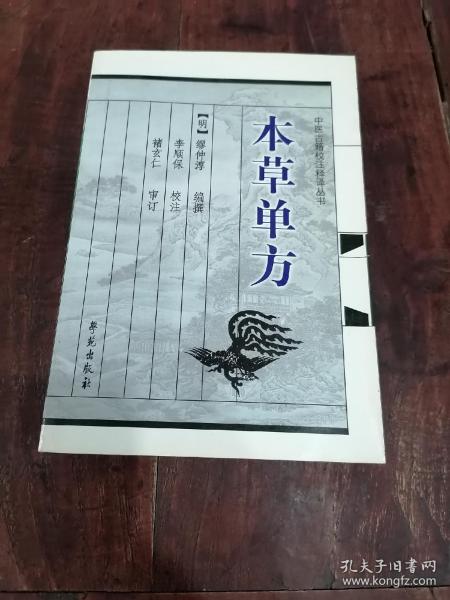 中医古籍校注释译丛书
本草单方
【明】缪仲淳 编撰
李顺保 校注
褚玄仁 审订
学苑出版社
孔夫子旧书网
www.kongfz.com